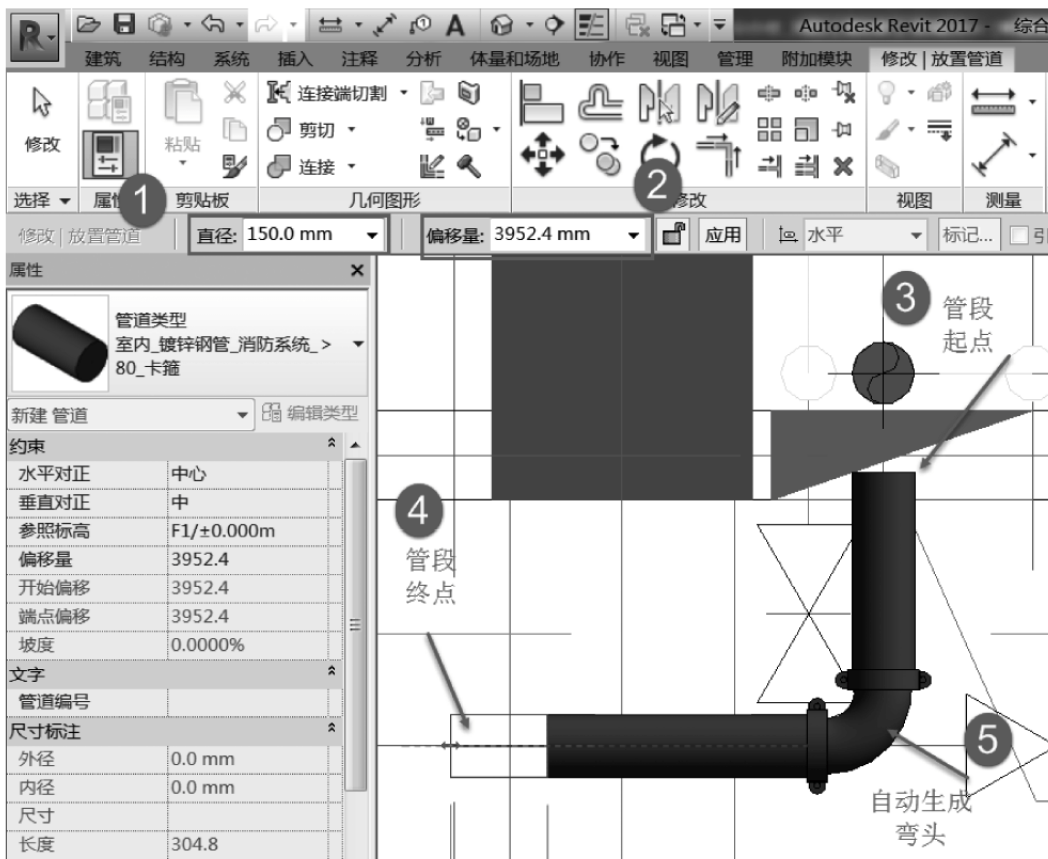 Autodesk Revit 2017 - 综合
建筑 结构 系统 插入 注释 分析 体量和场地 协作 视图 管理 附加模块 修改 | 放置管道
修改
粘贴
连接端切割
剪切
连接
选择 剪贴板 几何图形 修改 视图 测量
1
2
修改 | 放置管道 直径: 150.0 mm 偏移量: 3952.4 mm 应用 水平 标记...
属性
管道类型
室内_镀锌钢管_消防系统_>
80_卡箍
新建 管道 编辑类型
约束
水平对正 中心
垂直对正 中
参照标高 F1/±0.000m
偏移量 3952.4
开始偏移 3952.4
端点偏移 3952.4
坡度 0.0000%
文字
管道编号
尺寸标注
外径 0.0 mm
内径 0.0 mm
尺寸
长度 304.8
3
管段
起点
4
管段
终点
5
自动生成
弯头